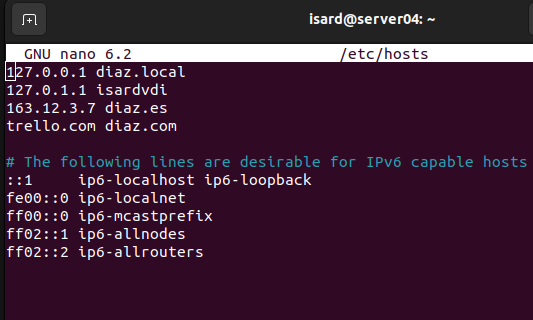 isard@server04: ~
GNU nano 6.2 /etc/hosts
127.0.0.1 diaz.local
127.0.1.1 isardvdi
163.12.3.7 diaz.es
trello.com diaz.com
# The following lines are desirable for IPv6 capable hosts
::1     ip6-localhost ip6-loopback
fe00::0 ip6-localnet
ff00::0 ip6-mcastprefix
ff02::1 ip6-allnodes
ff02::2 ip6-allrouters